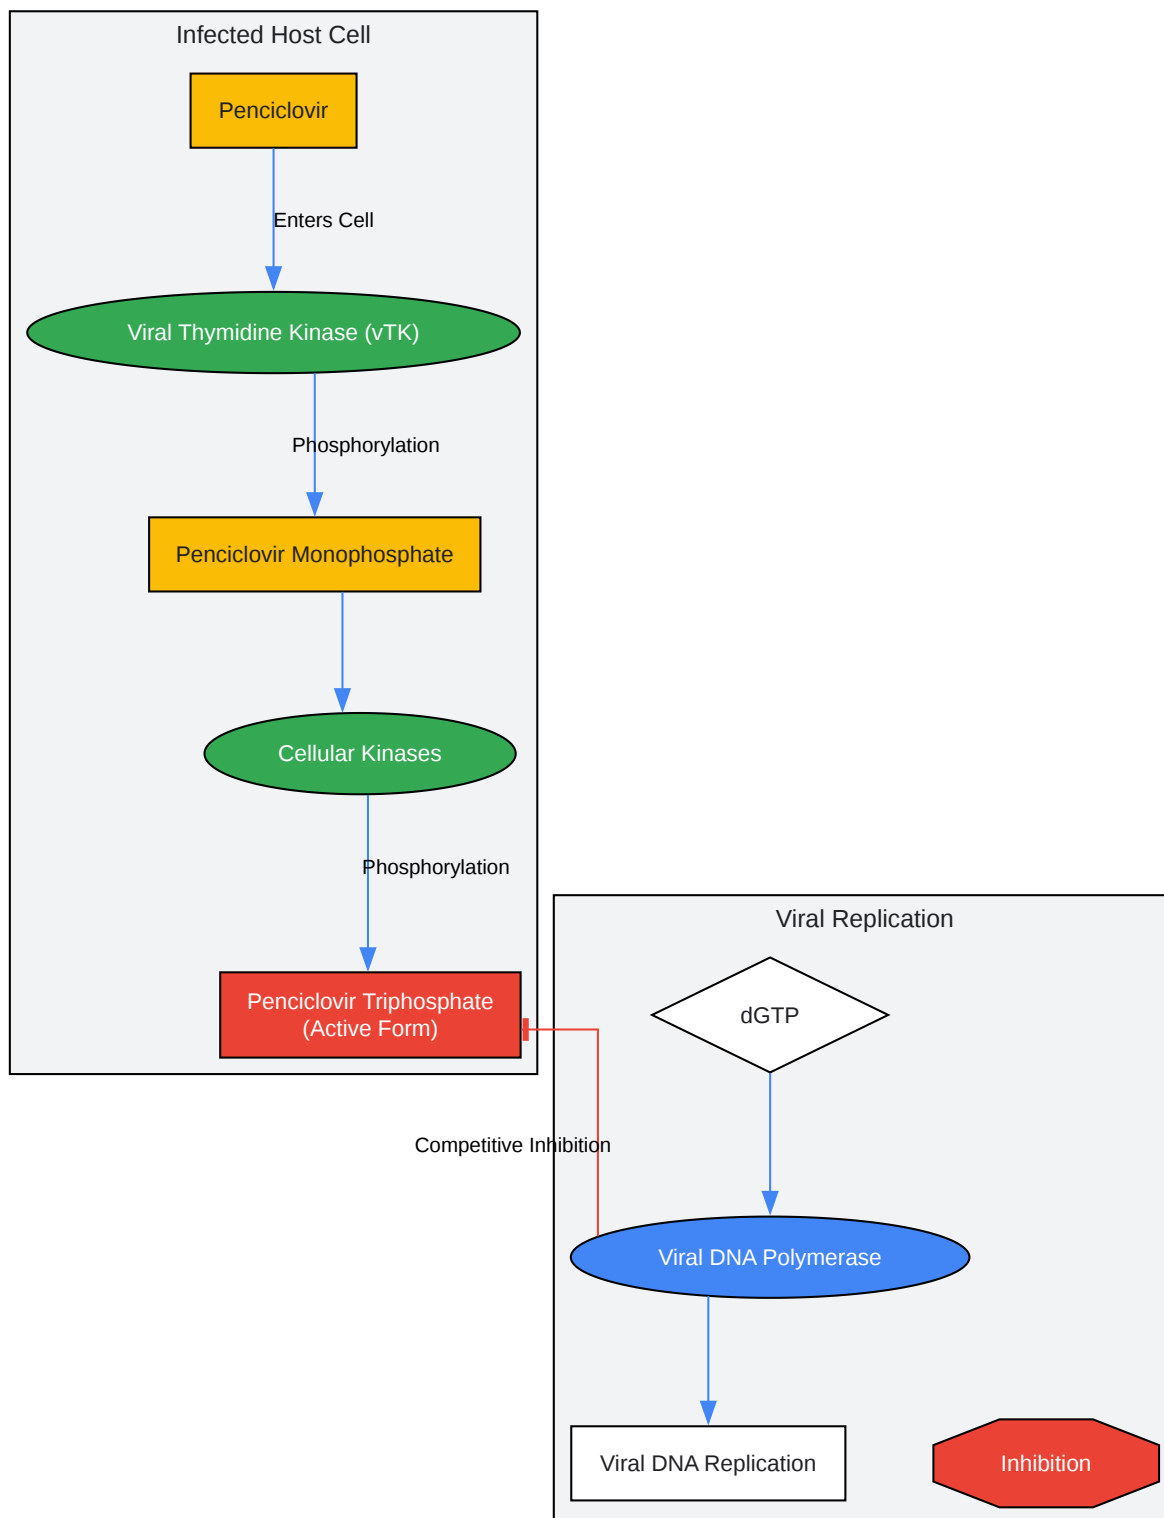 Infected Host Cell
Penciclovir
Enters Cell
Viral Thymidine Kinase (vTK)
Phosphorylation
Penciclovir Monophosphate
Cellular Kinases
Phosphorylation
Penciclovir Triphosphate
(Active Form)
Viral Replication
dGTP
Competitive Inhibition
Viral DNA Polymerase
Viral DNA Replication
Inhibition